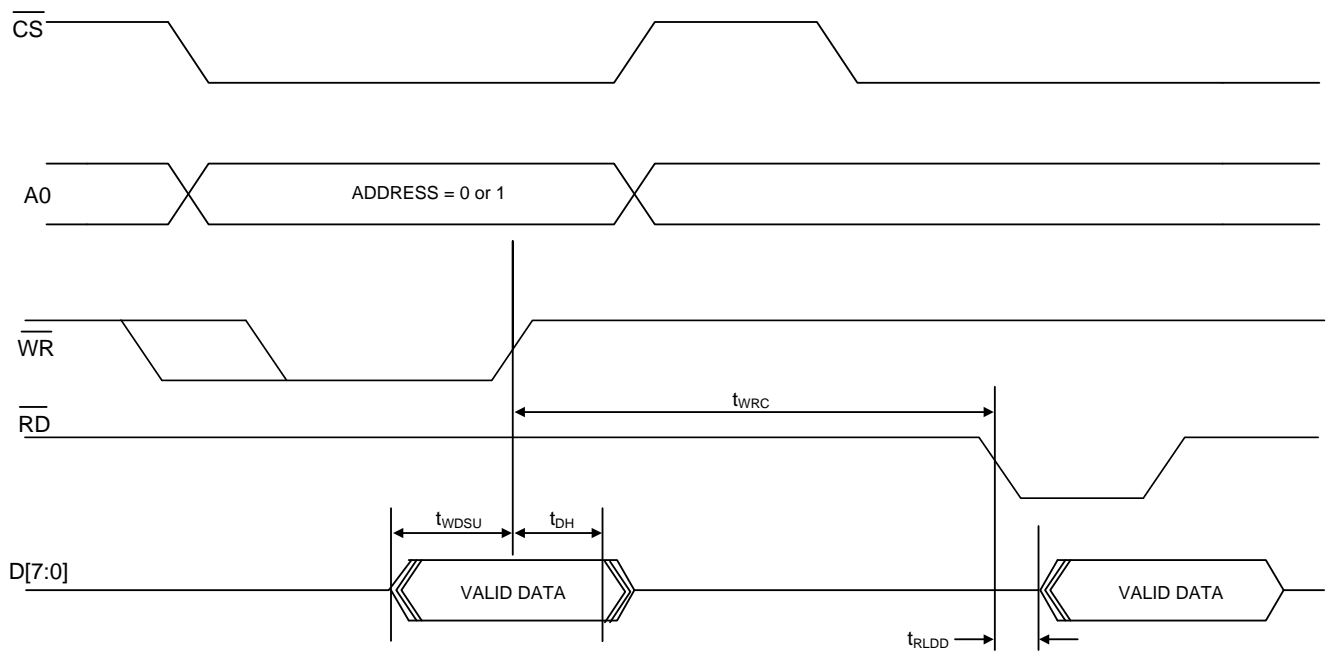 CS
A0
ADDRESS = 0 or 1
WR
tWRC
RD
tWDSU
tDH
D[7:0]
VALID DATA
VALID DATA
tRLDD